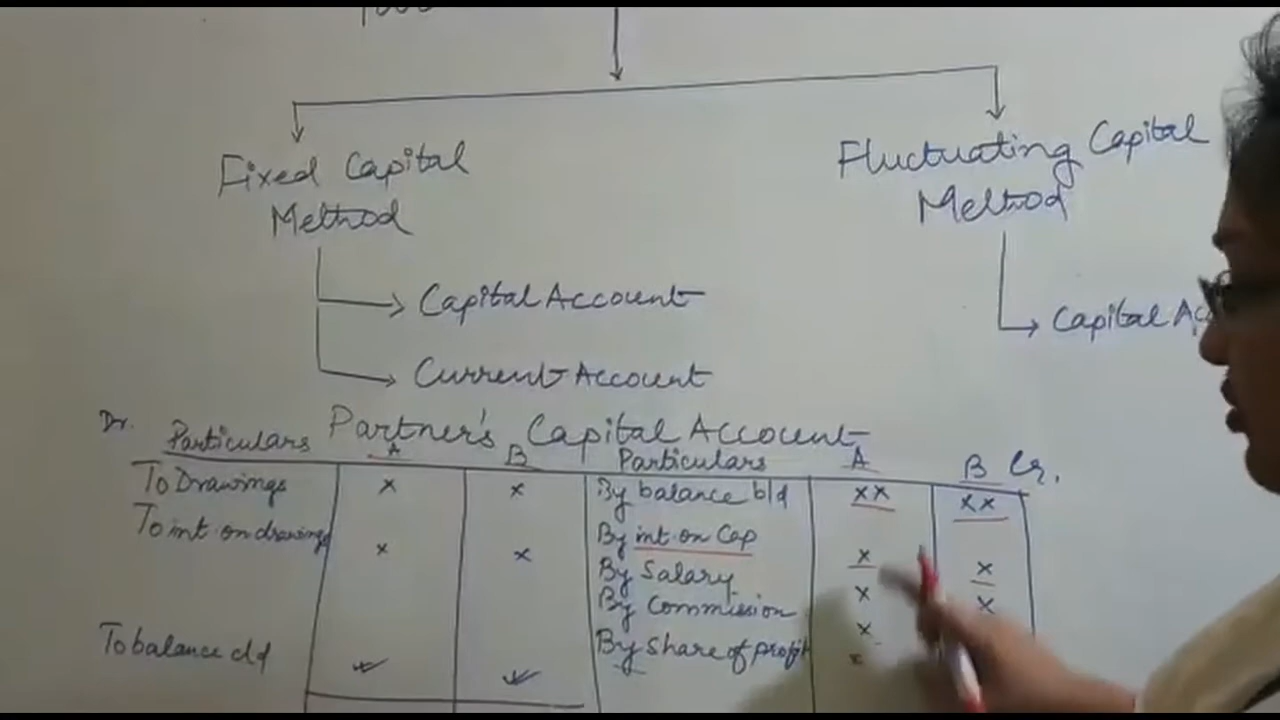 Fixed Capital
Method
Fluctuating Capital
Method
Capital Account
Current Account
Capital Acc
Partner's Capital Account
Dr.
Particulars A B Particulars A B Cr.
To Drawings x x By balance b/d xx xx
To int. on drawings x x By int. on Cap x x
By Salary x x
By Commission x
To balance c/d ✓ ✓ By Share of profit x